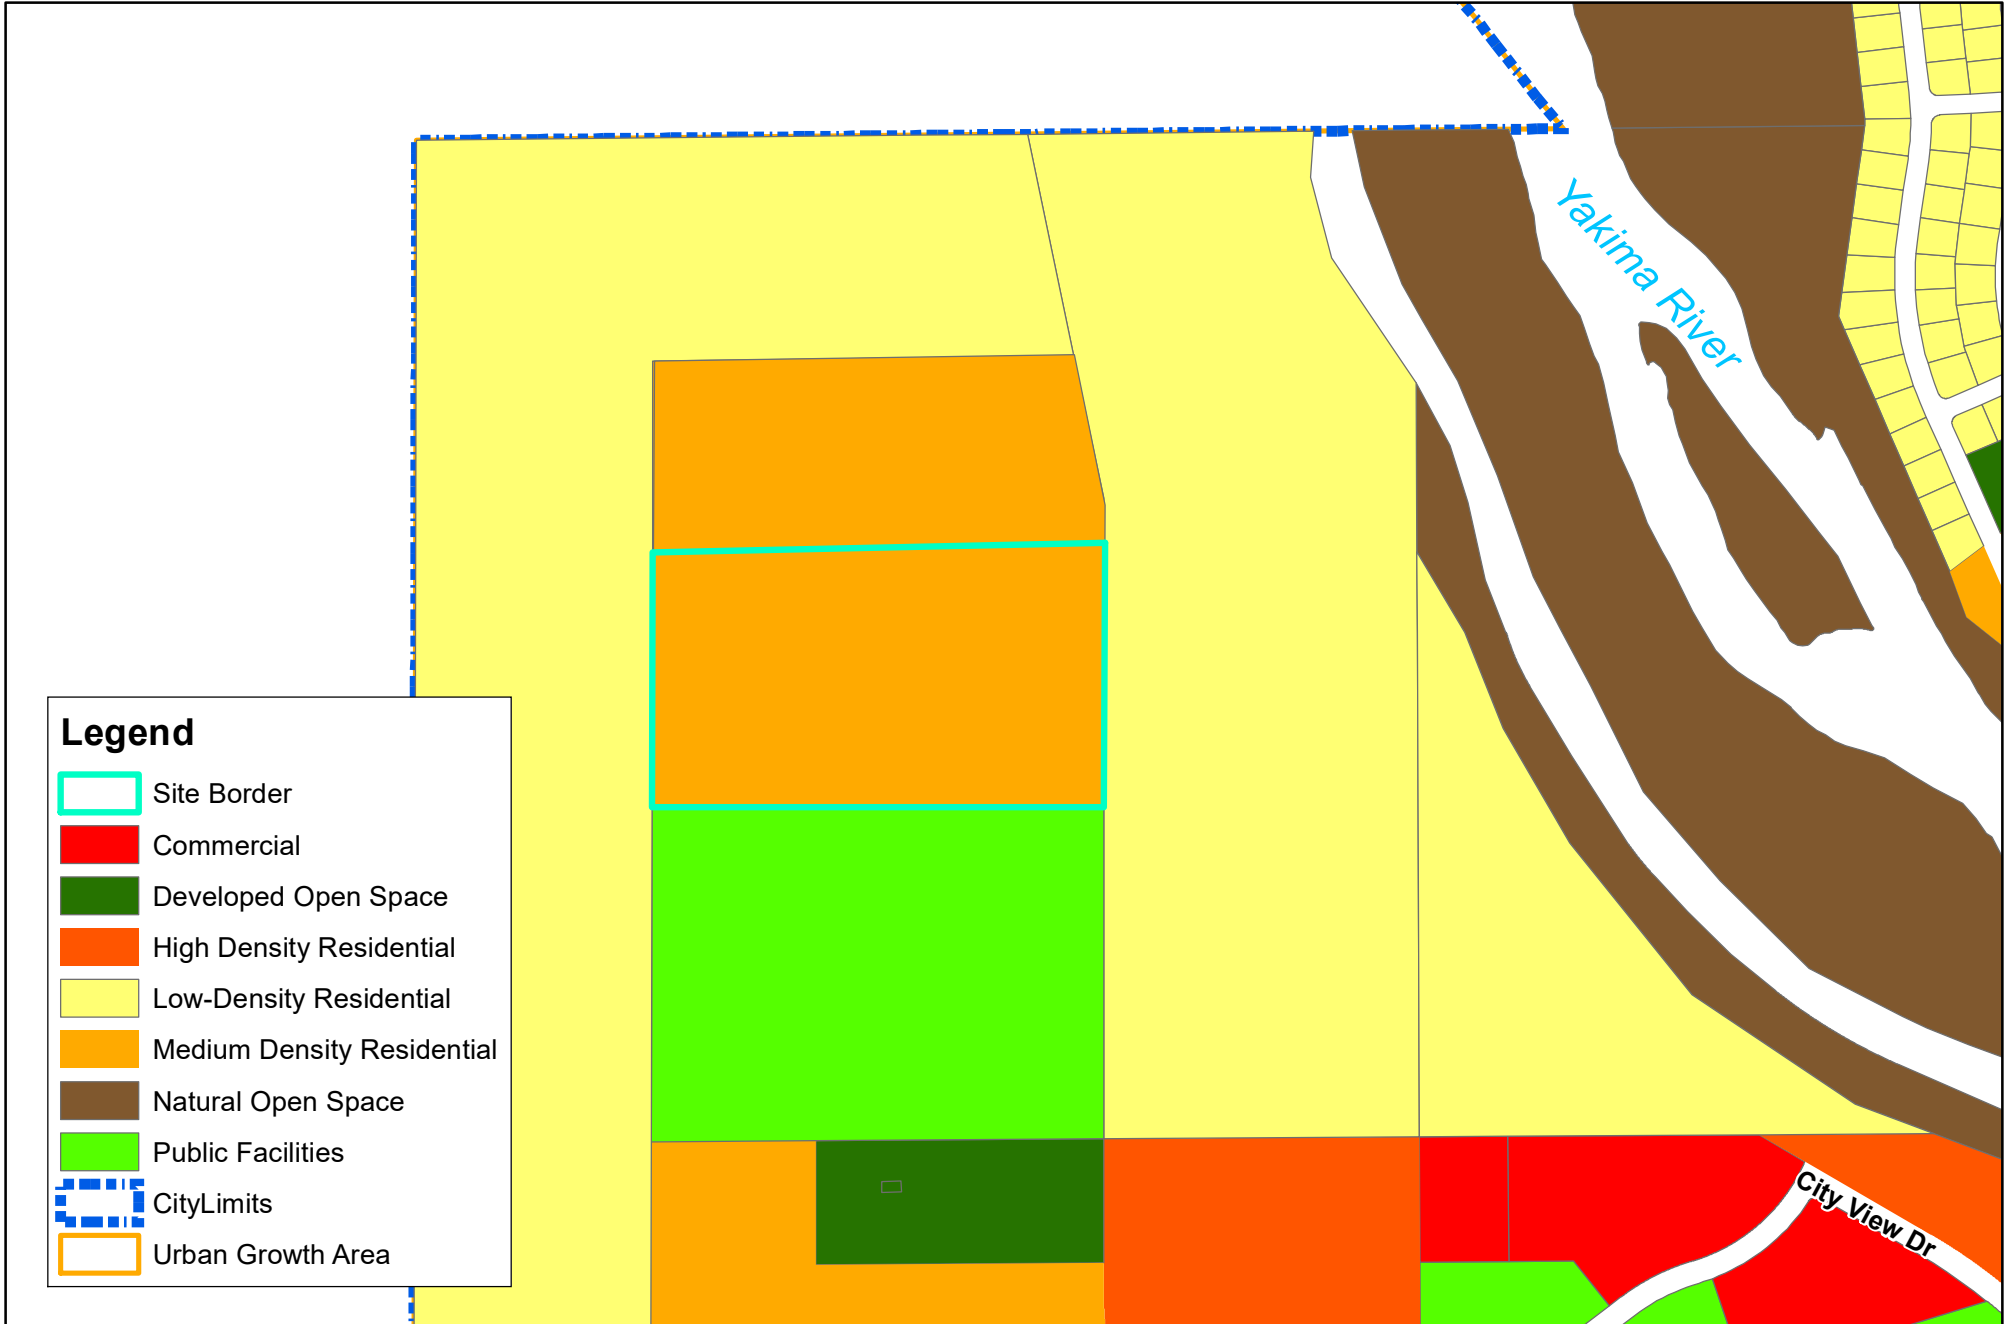 Yakima River
Legend
Site Border
Commercial
Developed Open Space
High Density Residential
Low-Density Residential
Medium Density Residential
Natural Open Space
Public Facilities
CityLimits
Urban Growth Area
City View Dr